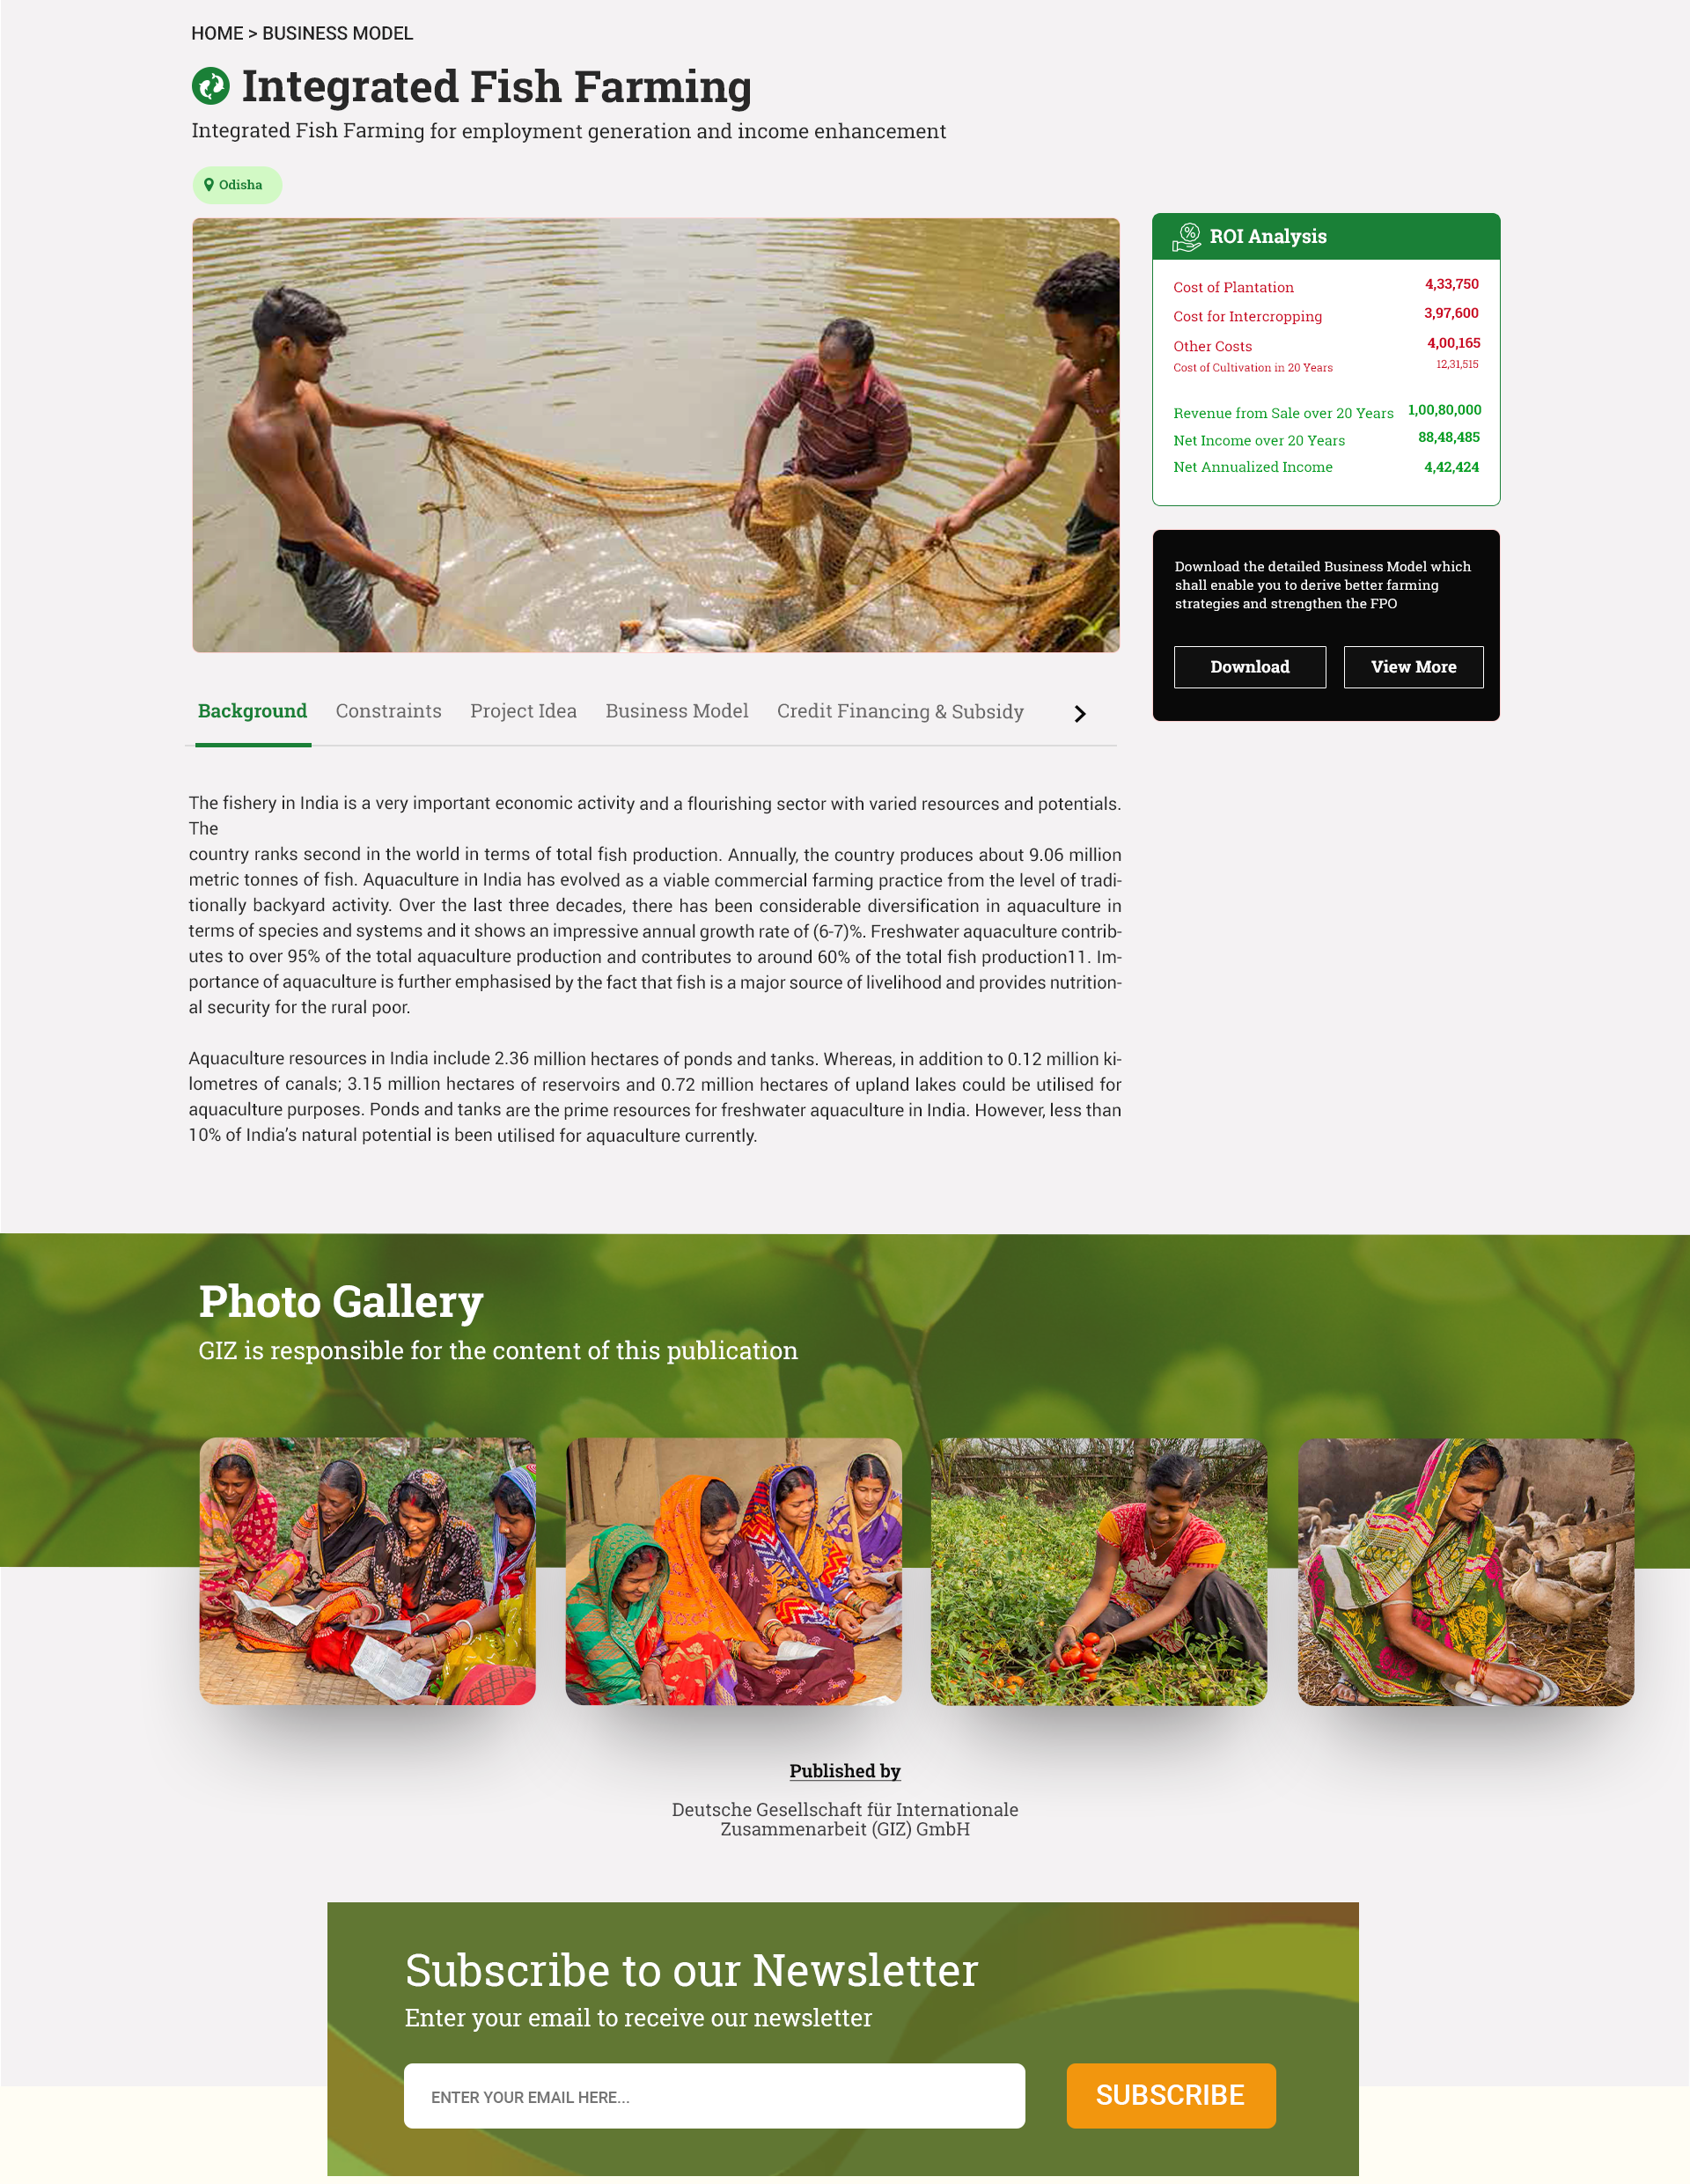 HOME > BUSINESS MODEL
Integrated Fish Farming
Integrated Fish Farming for employment generation and income enhancement
Odisha
ROI Analysis
Cost of Plantation 4,33,750
Cost for Intercropping 3,97,600
Other Costs 4,00,165
Cost of Cultivation in 20 Years 12,31,515
Revenue from Sale over 20 Years 1,00,80,000
Net Income over 20 Years 88,48,485
Net Annualized Income 4,42,424
Download the detailed Business Model which
shall enable you to derive better farming
strategies and strengthen the FPO
Download View More
Background Constraints Project Idea Business Model Credit Financing & Subsidy
The fishery in India is a very important economic activity and a flourishing sector with varied resources and potentials.
The
country ranks second in the world in terms of total fish production. Annually, the country produces about 9.06 million
metric tonnes of fish. Aquaculture in India has evolved as a viable commercial farming practice from the level of tradi-
tionally backyard activity. Over the last three decades, there has been considerable diversification in aquaculture in
terms of species and systems and it shows an impressive annual growth rate of (6-7)%. Freshwater aquaculture contrib-
utes to over 95% of the total aquaculture production and contributes to around 60% of the total fish production11. Im-
portance of aquaculture is further emphasised by the fact that fish is a major source of livelihood and provides nutrition-
al security for the rural poor.
Aquaculture resources in India include 2.36 million hectares of ponds and tanks. Whereas, in addition to 0.12 million ki-
lometres of canals; 3.15 million hectares of reservoirs and 0.72 million hectares of upland lakes could be utilised for
aquaculture purposes. Ponds and tanks are the prime resources for freshwater aquaculture in India. However, less than
10% of India’s natural potential is been utilised for aquaculture currently.
Photo Gallery
GIZ is responsible for the content of this publication
Published by
Deutsche Gesellschaft für Internationale
Zusammenarbeit (GIZ) GmbH
Subscribe to our Newsletter
Enter your email to receive our newsletter
ENTER YOUR EMAIL HERE...
SUBSCRIBE